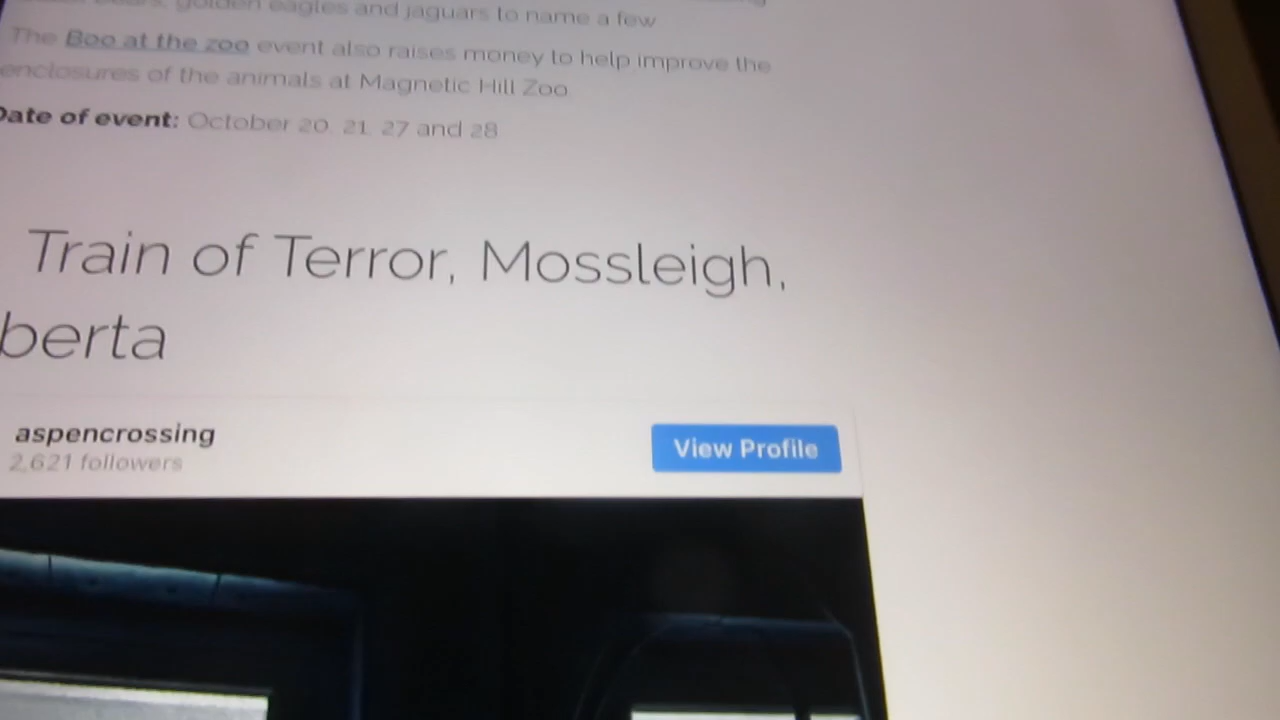 golden eagles and jaguars to name a few
The Boo at the zoo event also raises money to help improve the
enclosures of the animals at Magnetic Hill Zoo
Date of event: October 20, 21, 27 and 28
Train of Terror, Mossleigh,
berta
aspencrossing
2,621 followers
View Profile